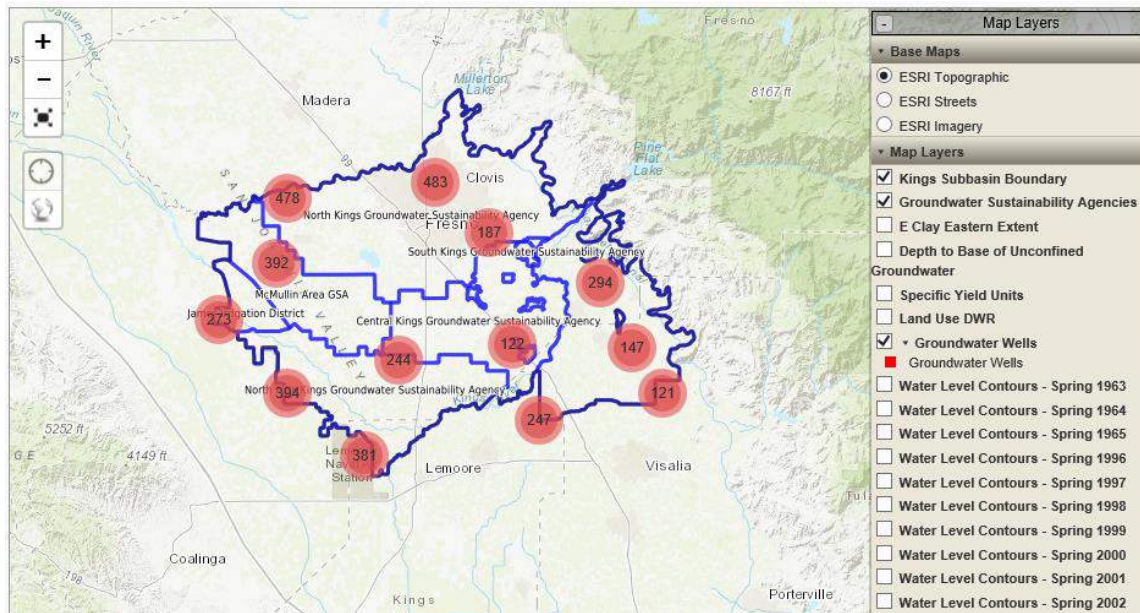 Map Layers
Base Maps
ESRI Topographic
ESRI Streets
ESRI Imagery
Map Layers
Kings Subbasin Boundary
Groundwater Sustainability Agencies
E Clay Eastern Extent
Depth to Base of Unconfined
Groundwater
Specific Yield Units
Land Use DWR
Groundwater Wells
Groundwater Wells
Water Level Contours - Spring 1963
Water Level Contours - Spring 1964
Water Level Contours - Spring 1965
Water Level Contours - Spring 1996
Water Level Contours - Spring 1997
Water Level Contours - Spring 1998
Water Level Contours - Spring 1999
Water Level Contours - Spring 2000
Water Level Contours - Spring 2001
Water Level Contours - Spring 2002
Fresno
41
Millerton
Lake
8167 ft
Madera
Pine
Flat
Lake
99
483
Clovis
478
North Kings Groundwater Sustainability Agency
Fresno
187
South Kings Groundwater Sustainability Agency
392
294
McMullin Area GSA
273
Central Kings Groundwater Sustainability Agency
VALLEY
122
147
244
North Kings Groundwater Sustainability Agency
394
121
247
5252 ft
4149 ft
381
Naval
Station
Lemoore
Visalia
Coalinga
198
Kings
Porterville